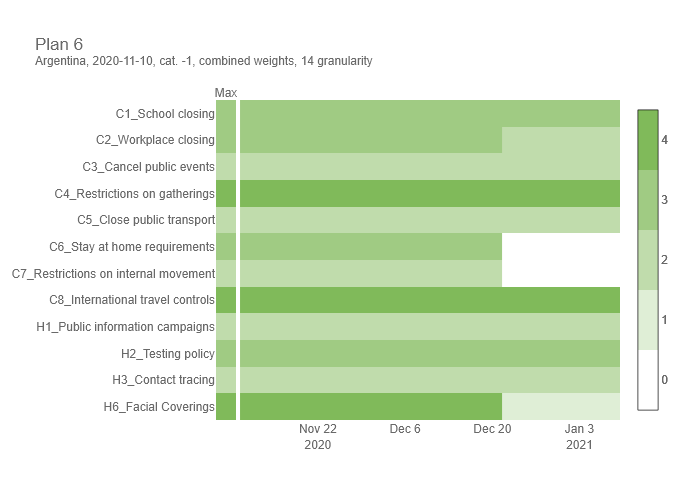 Plan 6
Argentina, 2020-11-10, cat. -1, combined weights, 14 granularity
Max
C1_School closing
C2_Workplace closing
C3_Cancel public events
C4_Restrictions on gatherings
C5_Close public transport
C6_Stay at home requirements
C7_Restrictions on internal movement
C8_International travel controls
H1_Public information campaigns
H2_Testing policy
H3_Contact tracing
H6_Facial Coverings
Nov 22 Dec 6 Dec 20 Jan 3
2020 2021
4
3
2
1
0